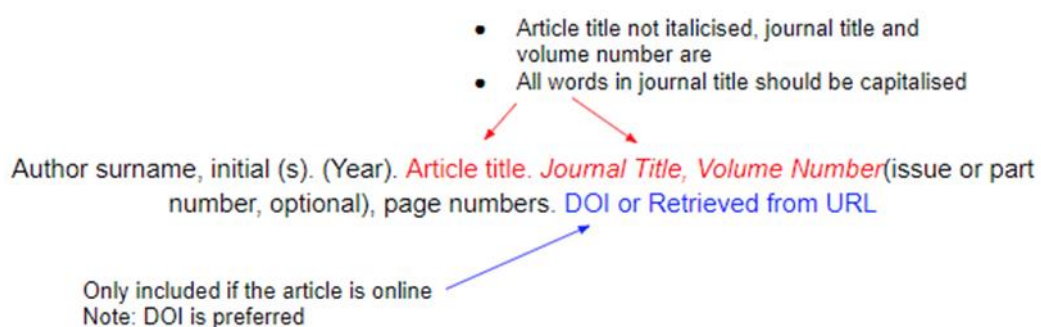 ● Article title not italicised, journal title and
volume number are
● All words in journal title should be capitalised
Author surname, initial (s). (Year). Article title. Journal Title, Volume Number(issue or part
number, optional), page numbers. DOI or Retrieved from URL
Only included if the article is online
Note: DOI is preferred